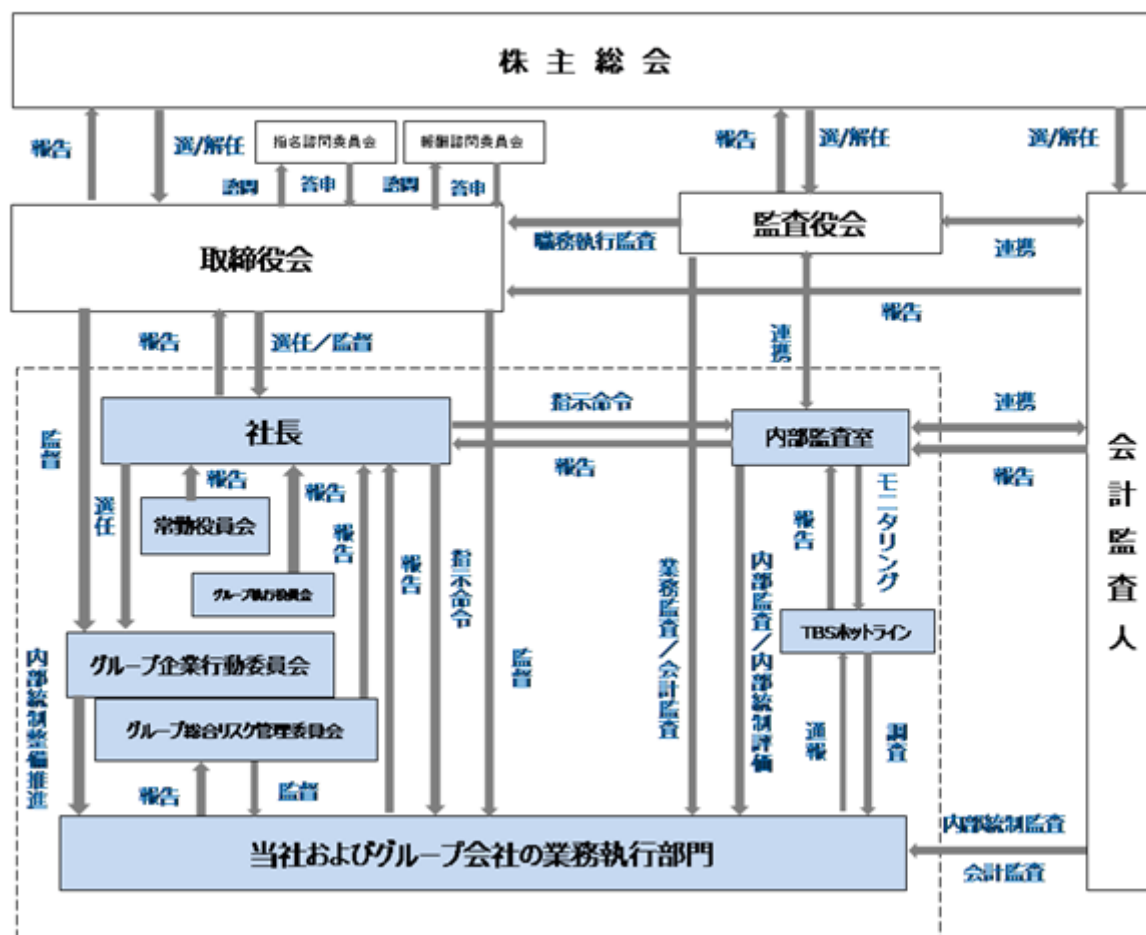 株主総会
報告
選/解任
指名諮問委員会
報酬諮問委員会
報告
選/解任
選/解任
諮問
答申
諮問
答申
取締役会
監査役会
職務執行監査
連携
報告
報告
選任／監督
連携
社長
指示命令
報告
内部監査室
連携
報告
会計監査人
監督
選任
報告
常勤役員会
報告
グループ執行役員会
報告
報告
指示命令
監督
業務監査／会計監査
内部監査/内部統制評価
報告
モニタリング
TBSホットライン
通報
調査
グループ企業行動委員会
グループ総合リスク管理委員会
内部統制整備推進
報告
監督
当社およびグループ会社の業務執行部門
内部統制監査
会計監査